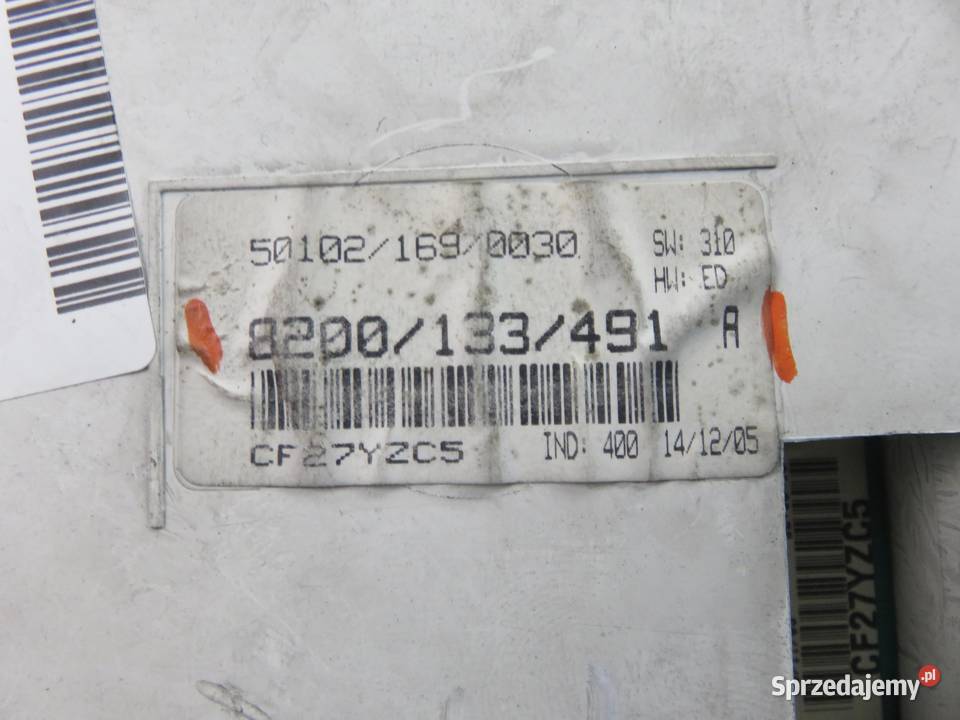 50102/169/0030
SW: 310
HW: ED
8200/133/491 A
CF27YZC5
IND: 400 14/12/05
CF27YZC5
Sprzedajemy.pl